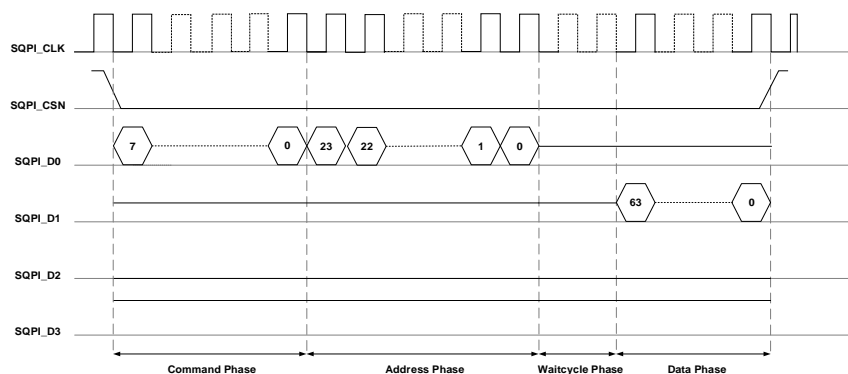 SQPI_CLK
SQPI_CSN
7 0 23 22 1 0
SQPI_D0
63 0
SQPI_D1
SQPI_D2
SQPI_D3
Command Phase Address Phase Waitcycle Phase Data Phase